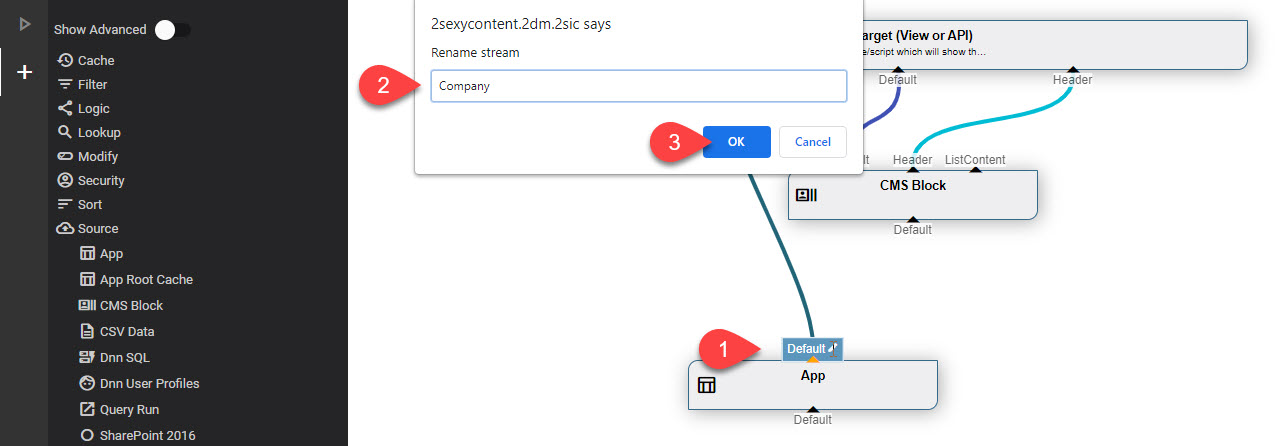 Show Advanced
Cache
Filter
Logic
Lookup
Modify
Security
Sort
Source
App
App Root Cache
CMS Block
CSV Data
Dnn SQL
Dnn User Profiles
Query Run
SharePoint 2016
2sexycontent.2dm.2sic says
Rename stream
2
Company
3
OK
Cancel
arget (View or API)
e/script which will show th...
Default
Header
lt
Header
ListContent
CMS Block
Default
1
Default
App
Default